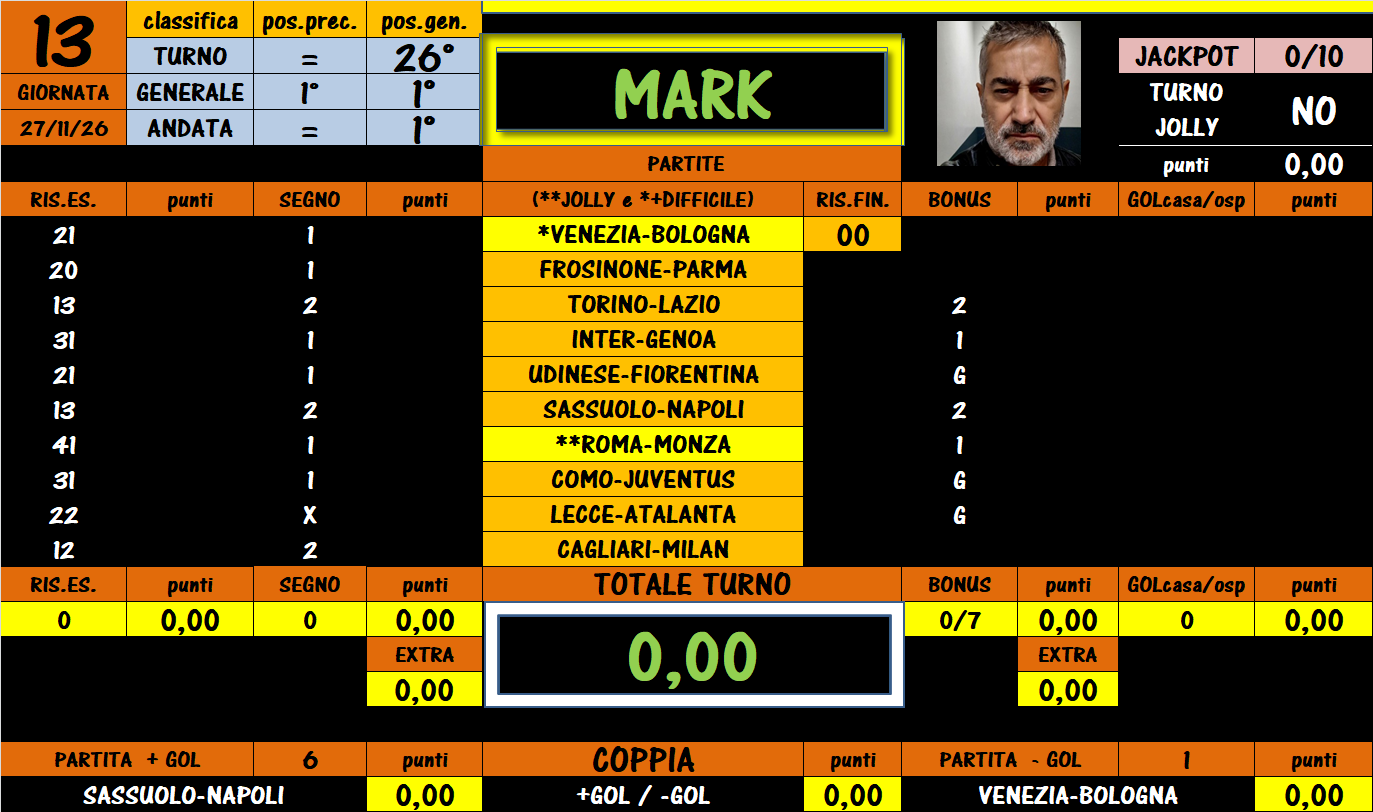 13 classifica pos.prec. pos.gen.
TURNO = 26°
GIORNATA GENERALE 1° 1°
27/11/26 ANDATA = 1°
MARK
JACKPOT 0/10
TURNO JOLLY NO
punti 0,00
PARTITE
RIS.ES. punti SEGNO punti (**JOLLY e *+DIFFICILE) RIS.FIN. BONUS punti GOLcasa/osp punti
21 1 *VENEZIA-BOLOGNA 00
20 1 FROSINONE-PARMA
13 2 TORINO-LAZIO 2
31 1 INTER-GENOA 1
21 1 UDINESE-FIORENTINA G
13 2 SASSUOLO-NAPOLI 2
41 1 **ROMA-MONZA 1
31 1 COMO-JUVENTUS G
22 X LECCE-ATALANTA G
12 2 CAGLIARI-MILAN
RIS.ES. punti SEGNO punti TOTALE TURNO BONUS punti GOLcasa/osp punti
0 0,00 0 0,00 0,00 0/7 0,00 0 0,00
EXTRA EXTRA
0,00 0,00
PARTITA + GOL 6 punti COPPIA punti PARTITA - GOL 1 punti
SASSUOLO-NAPOLI 0,00 +GOL / -GOL 0,00 VENEZIA-BOLOGNA 0,00